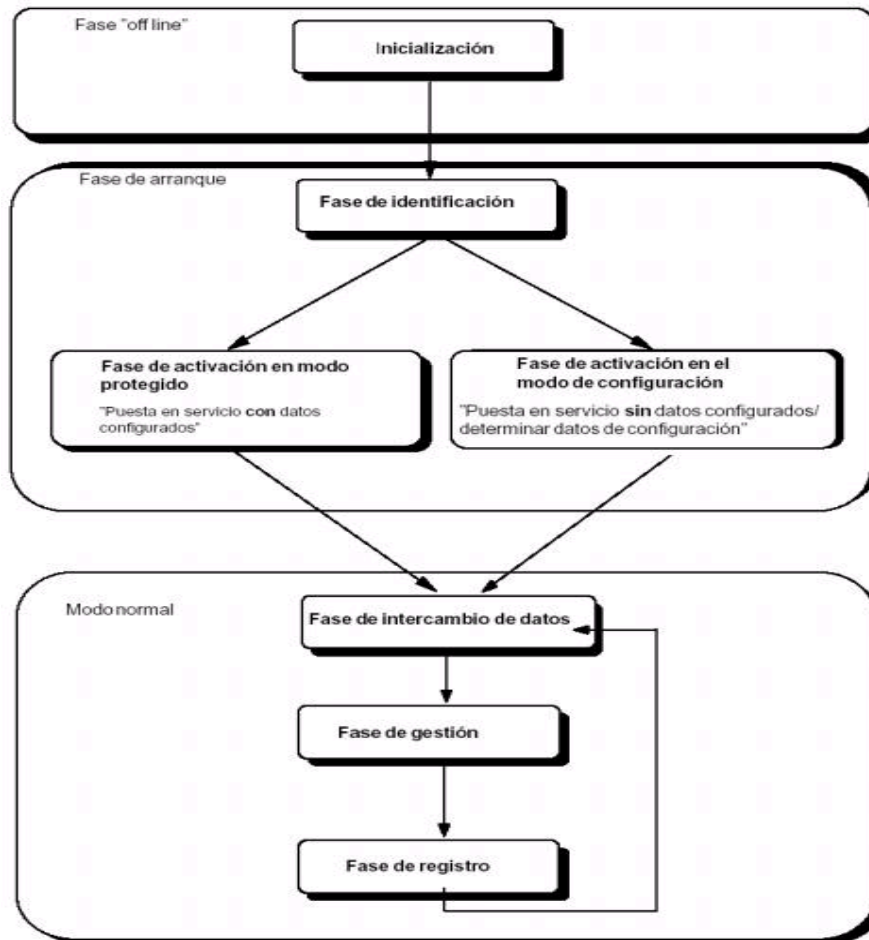 Fase "off line"
Inicialización
Fase de arranque
Fase de identificación
Fase de activación en modo
protegido
"Puesta en servicio con datos
configurados"
Fase de activación en el
modo de configuración
"Puesta en servicio sin datos configurados/
determinar datos de configuración"
Modo normal
Fase de intercambio de datos
Fase de gestión
Fase de registro